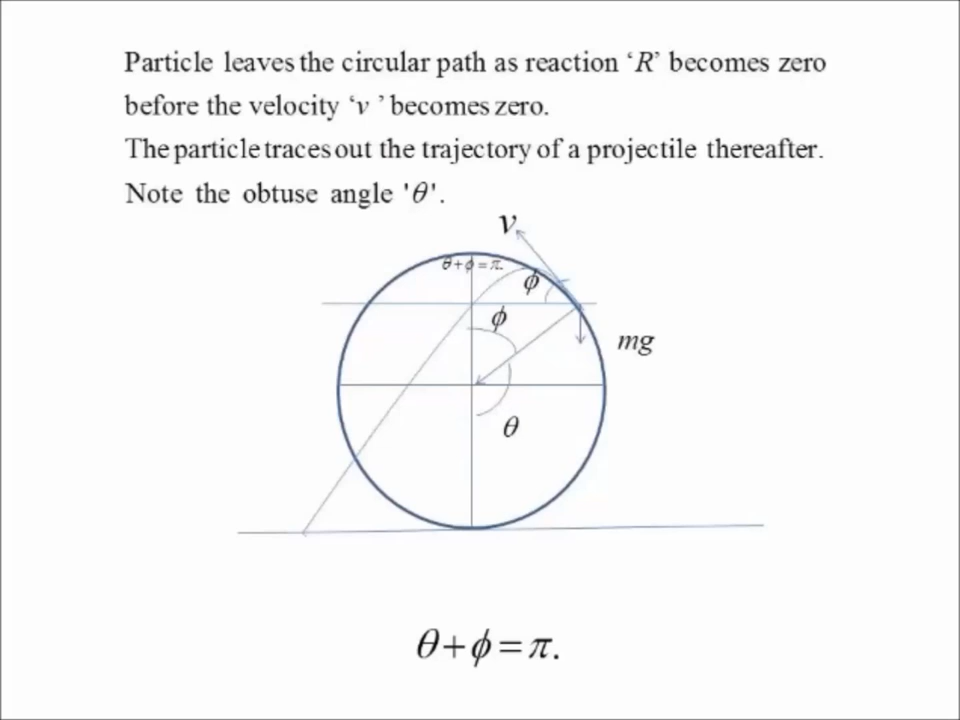 Particle leaves the circular path as reaction ‘R’ becomes zero
before the velocity ‘v ’ becomes zero.
The particle traces out the trajectory of a projectile thereafter.
Note the obtuse angle 'θ'.
v
θ+ϕ=π.
ϕ
ϕ
mg
θ
θ+ϕ=π.